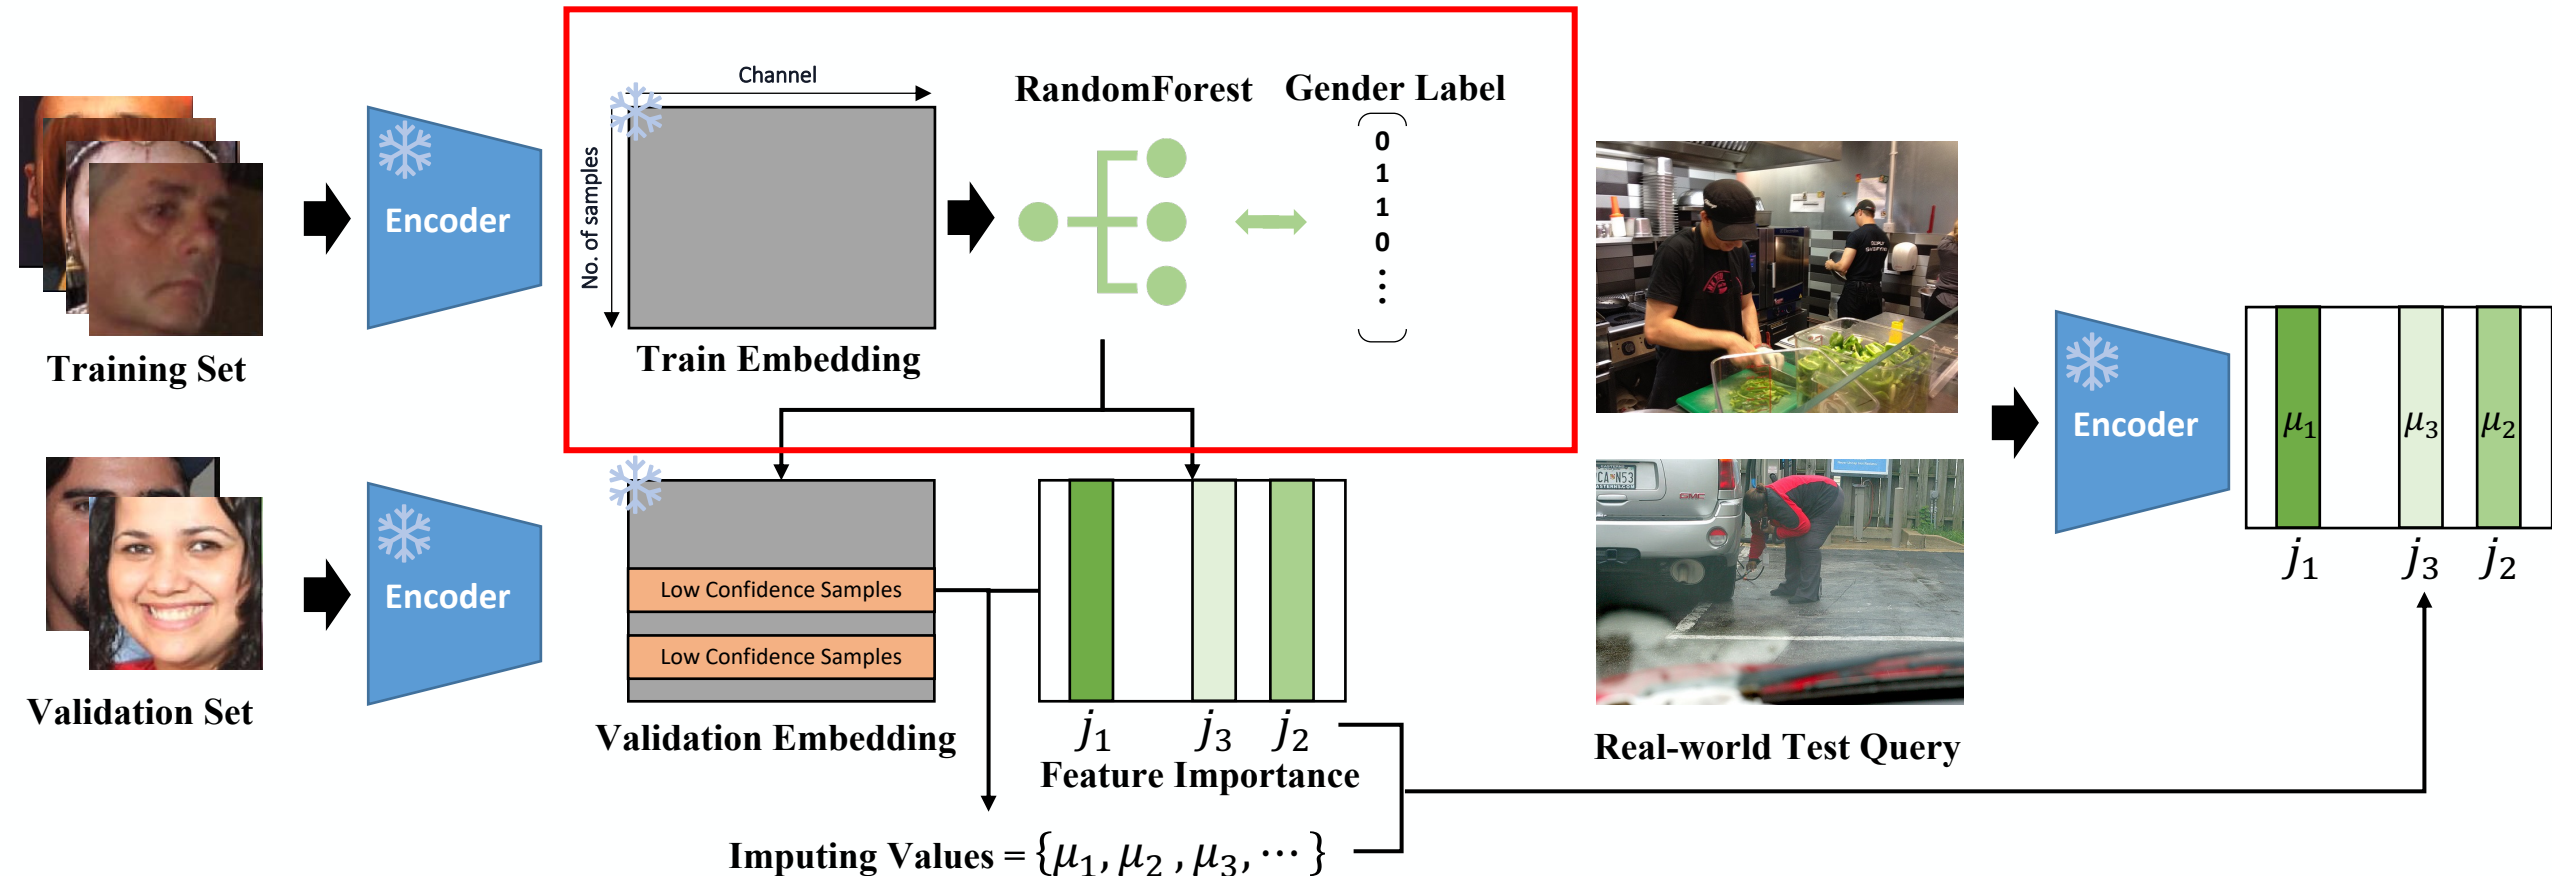 Channel
No. of samples
RandomForest
Gender Label
0
1
1
0
⋮
Encoder
Training Set
Train Embedding
Encoder
Validation Set
Low Confidence Samples
Low Confidence Samples
Validation Embedding
j₁ j₃ j₂
Feature Importance
Imputing Values = {μ₁, μ₂ , μ₃, ⋯ }
GMC
Real-world Test Query
Encoder
μ₁ μ₃ μ₂
j₁ j₃ j₂